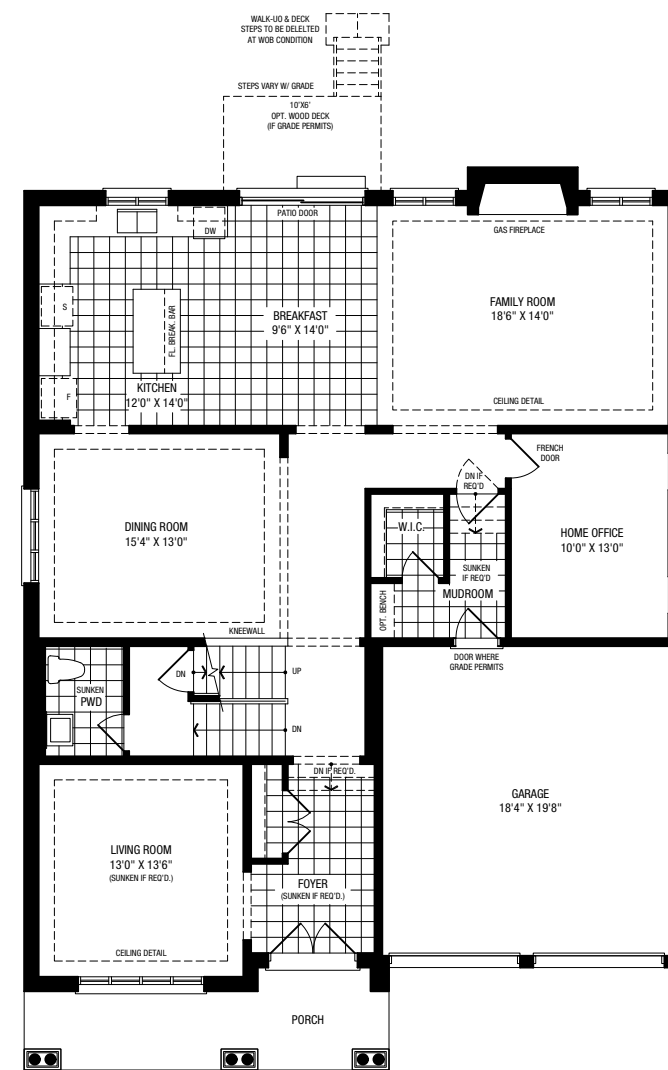 WALK-UO & DECK
STEPS TO BE DELELTED
AT WOB CONDITION
STEPS VARY W/ GRADE
10'X6'
OPT. WOOD DECK
(IF GRADE PERMITS)
PATIO DOOR
DW
GAS FIREPLACE
S
FL. BREAK. BAR
BREAKFAST
9'6" X 14'0"
FAMILY ROOM
18'6" X 14'0"
F
KITCHEN
12'0" X 14'0"
CEILING DETAIL
FRENCH
DOOR
DN IF
REQ'D
DINING ROOM
15'4" X 13'0"
W.I.C.
HOME OFFICE
10'0" X 13'0"
SUNKEN
IF REQ'D
MUDROOM
OPT. BENCH
KNEEWALL
DOOR WHERE
GRADE PERMITS
SUNKEN
PWD
DN
UP
DN
DN IF REQ'D.
GARAGE
18'4" X 19'8"
LIVING ROOM
13'0" X 13'6"
(SUNKEN IF REQ'D.)
FOYER
(SUNKEN IF REQ'D.)
CEILING DETAIL
PORCH